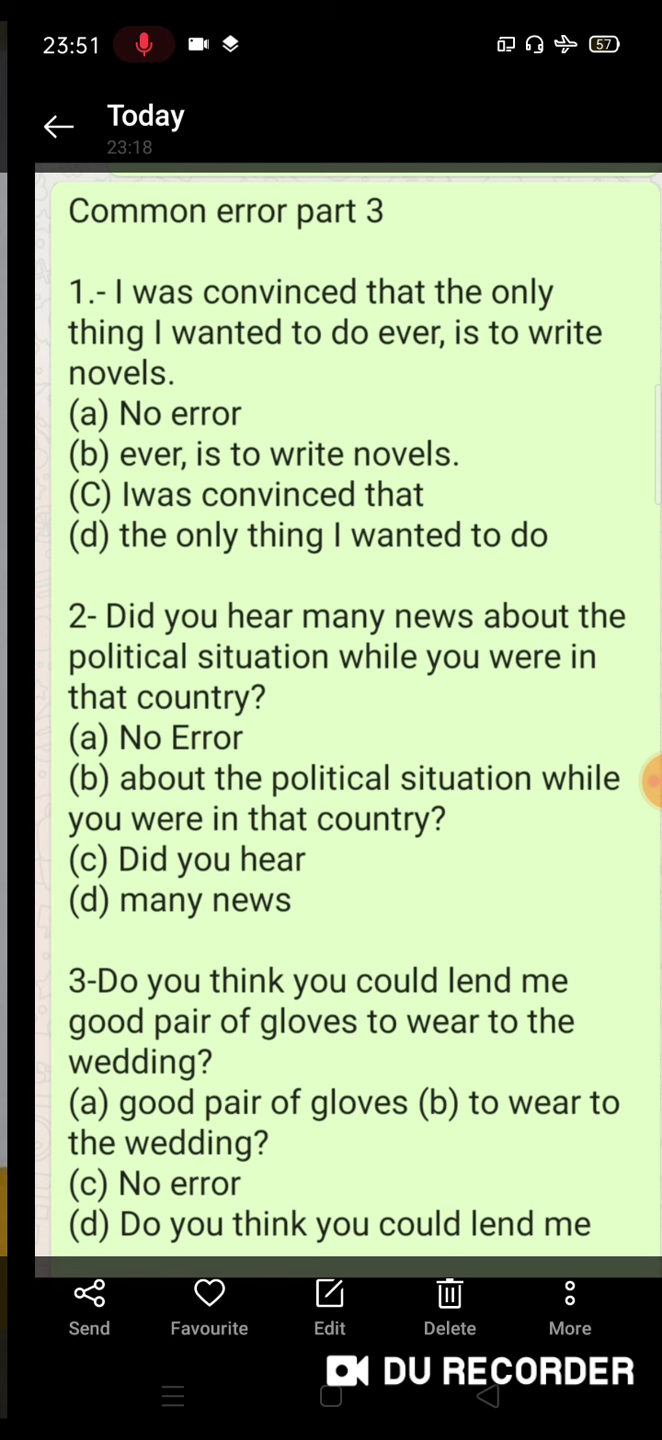 23:51
57
Today
23:18
Common error part 3
1.- I was convinced that the only
thing I wanted to do ever, is to write
novels.
(a) No error
(b) ever, is to write novels.
(C) Iwas convinced that
(d) the only thing I wanted to do
2- Did you hear many news about the
political situation while you were in
that country?
(a) No Error
(b) about the political situation while
you were in that country?
(c) Did you hear
(d) many news
3-Do you think you could lend me
good pair of gloves to wear to the
wedding?
(a) good pair of gloves (b) to wear to
the wedding?
(c) No error
(d) Do you think you could lend me
Send Favourite Edit Delete More
DU RECORDER